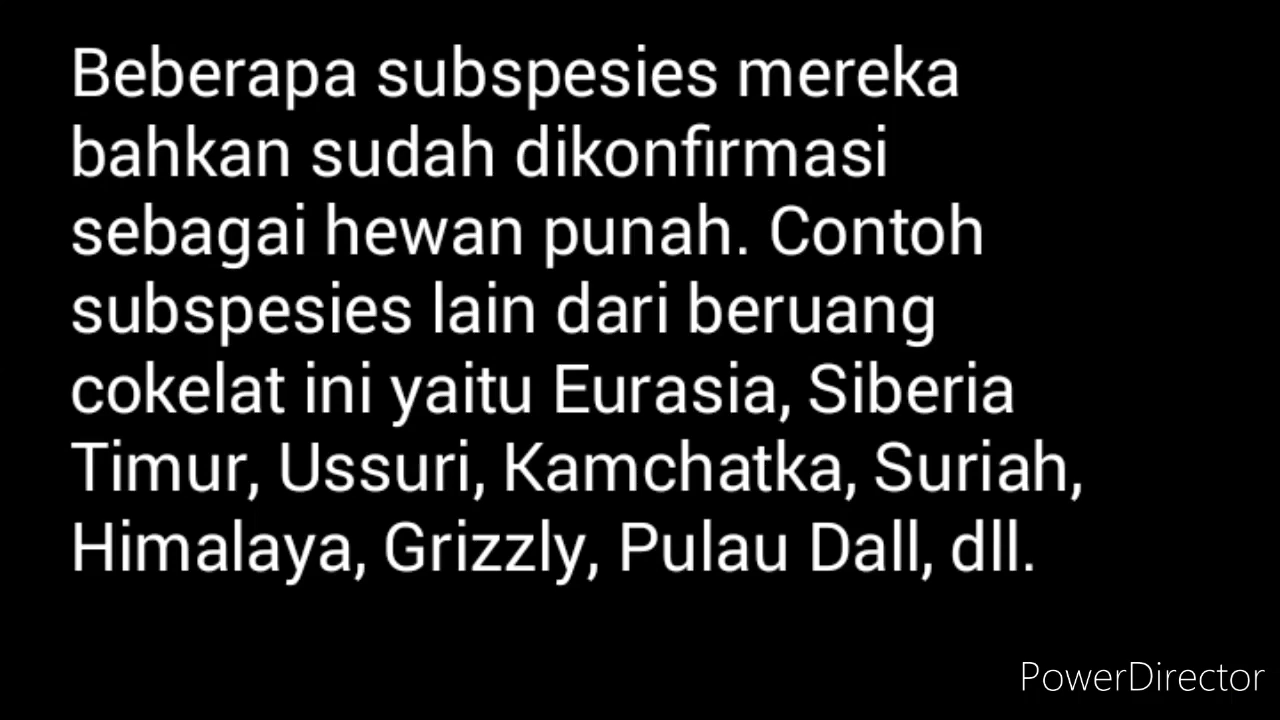 Beberapa subspesies mereka
bahkan sudah dikonfirmasi
sebagai hewan punah. Contoh
subspesies lain dari beruang
cokelat ini yaitu Eurasia, Siberia
Timur, Ussuri, Kamchatka, Suriah,
Himalaya, Grizzly, Pulau Dall, dll.
PowerDirector